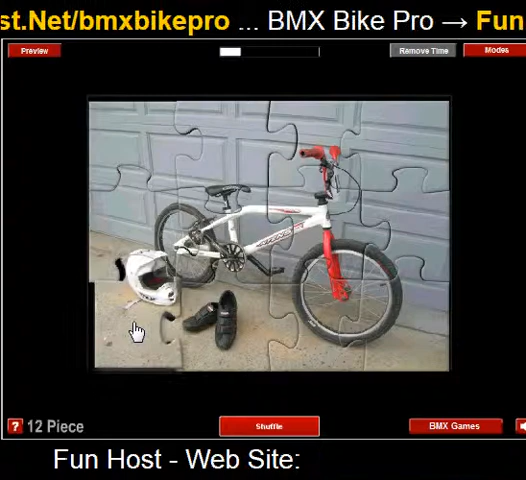 st.Net/bmxbikepro ... BMX Bike Pro → Fun
Preview
Remove Time
Modes
? 12 Piece
Shuffle
BMX Games
Fun Host - Web Site: